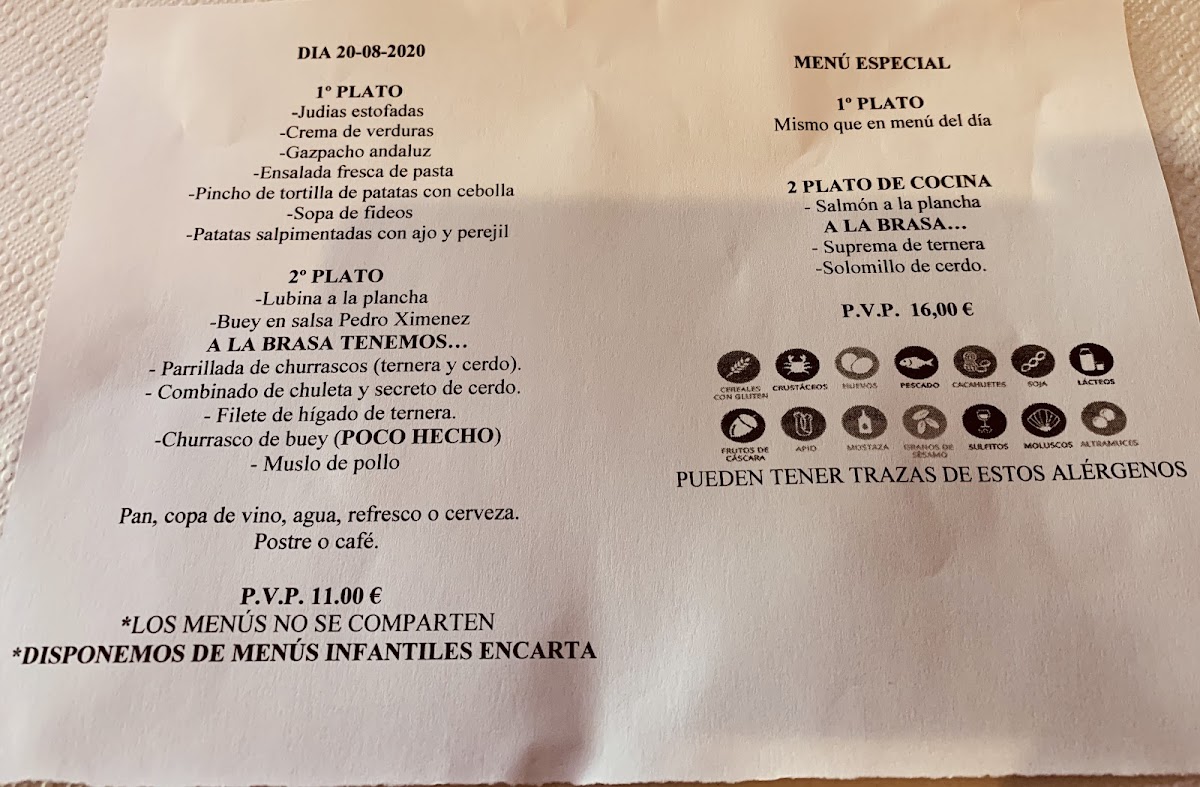 DIA 20-08-2020
1º PLATO
-Judias estofadas
-Crema de verduras
-Gazpacho andaluz
-Ensalada fresca de pasta
-Pincho de tortilla de patatas con cebolla
-Sopa de fideos
-Patatas salpimentadas con ajo y perejil
2º PLATO
-Lubina a la plancha
-Buey en salsa Pedro Ximenez
A LA BRASA TENEMOS…
- Parrillada de churrascos (ternera y cerdo).
- Combinado de chuleta y secreto de cerdo.
- Filete de hígado de ternera.
-Churrasco de buey (POCO HECHO)
- Muslo de pollo
Pan, copa de vino, agua, refresco o cerveza.
Postre o café.
P.V.P. 11.00 €
*LOS MENÚS NO SE COMPARTEN
*DISPONEMOS DE MENÚS INFANTILES ENCARTA
MENÚ ESPECIAL
1º PLATO
Mismo que en menú del día
2 PLATO DE COCINA
- Salmón a la plancha
A LA BRASA…
- Suprema de ternera
-Solomillo de cerdo.
P.V.P. 16,00 €
CEREALES CON GLUTEN
CRUSTÁCEOS
HUEVOS
PESCADO
CACAHUETES
SOJA
LÁCTEOS
FRUTOS DE CÁSCARA
APIO
MOSTAZA
GRANOS DE SÉSAMO
SULFITOS
MOLUSCOS
ALTRAMUCES
PUEDEN TENER TRAZAS DE ESTOS ALÉRGENOS